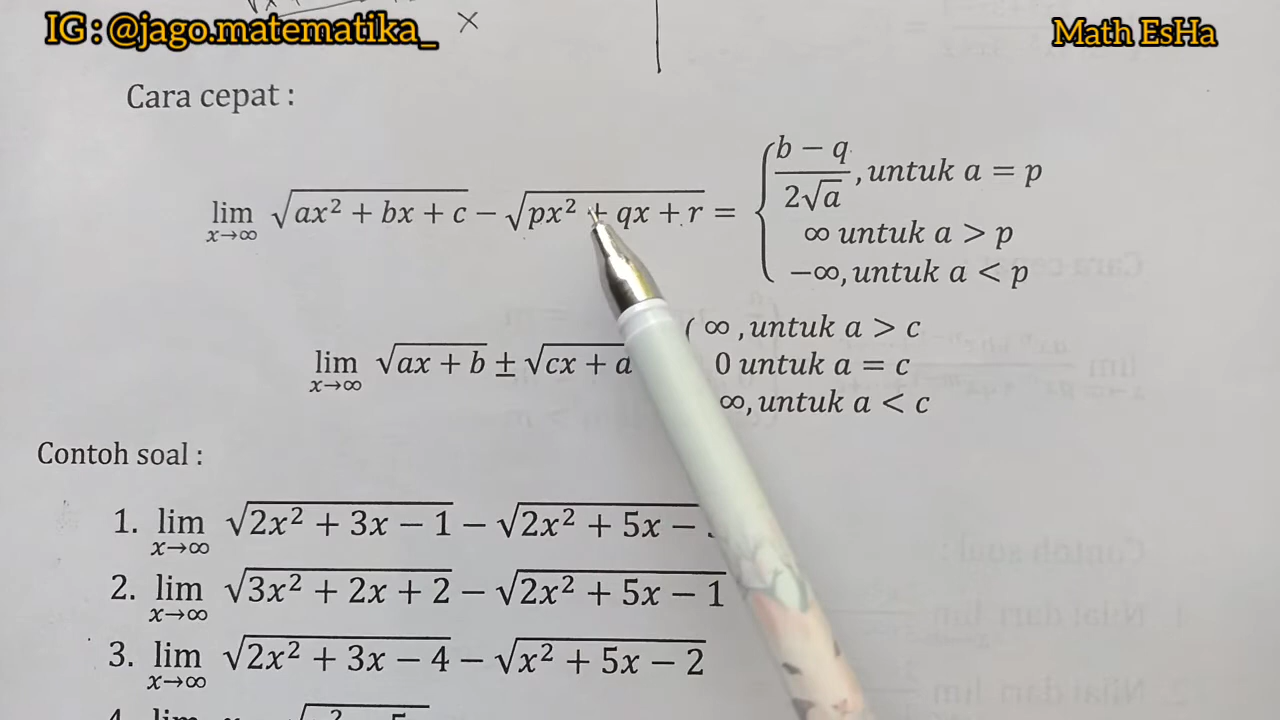 IG : @jago.matematika_
Math EsHa
Cara cepat :
lim x→∞ √(ax² + bx + c) − √(px² + qx + r) = { (b − q)/(2√a), untuk a = p
∞ untuk a > p
−∞, untuk a < p
lim x→∞ √(ax + b) ± √(cx + d) ∞ , untuk a > c
0 untuk a = c
∞, untuk a < c
Contoh soal :
1. lim x→∞ √(2x² + 3x − 1) − √(2x² + 5x −
2. lim x→∞ √(3x² + 2x + 2) − √(2x² + 5x − 1)
3. lim x→∞ √(2x² + 3x − 4) − √(x² + 5x − 2)